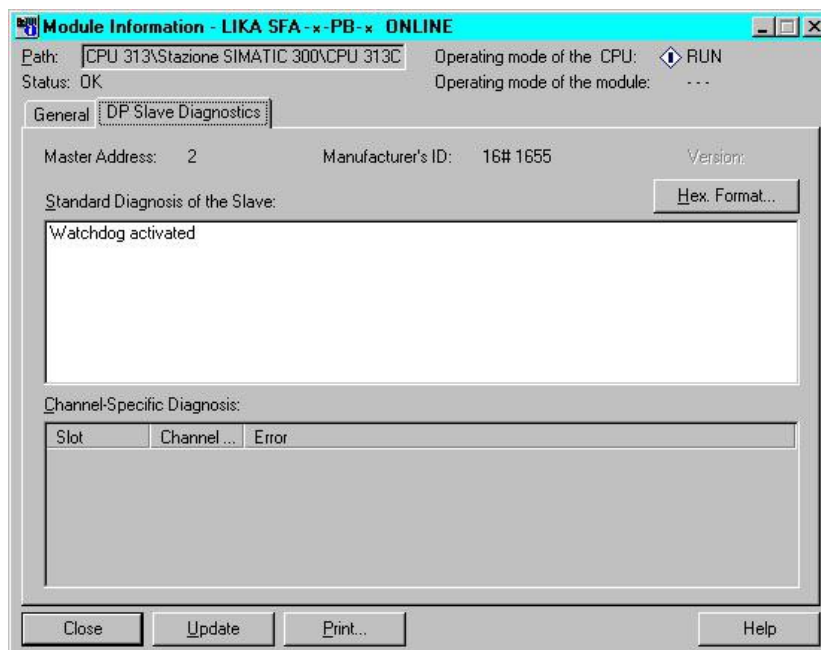 Module Information - LIKA SFA-x-PB-x ONLINE
Path: CPU 313\Stazione SIMATIC 300\CPU 313C Operating mode of the CPU: RUN
Status: OK Operating mode of the module: - - -
General DP Slave Diagnostics
Master Address: 2 Manufacturer's ID: 16# 1655 Version:
Standard Diagnosis of the Slave: Hex. Format...
Watchdog activated
Channel-Specific Diagnosis:
Slot Channel ... Error
Close Update Print... Help